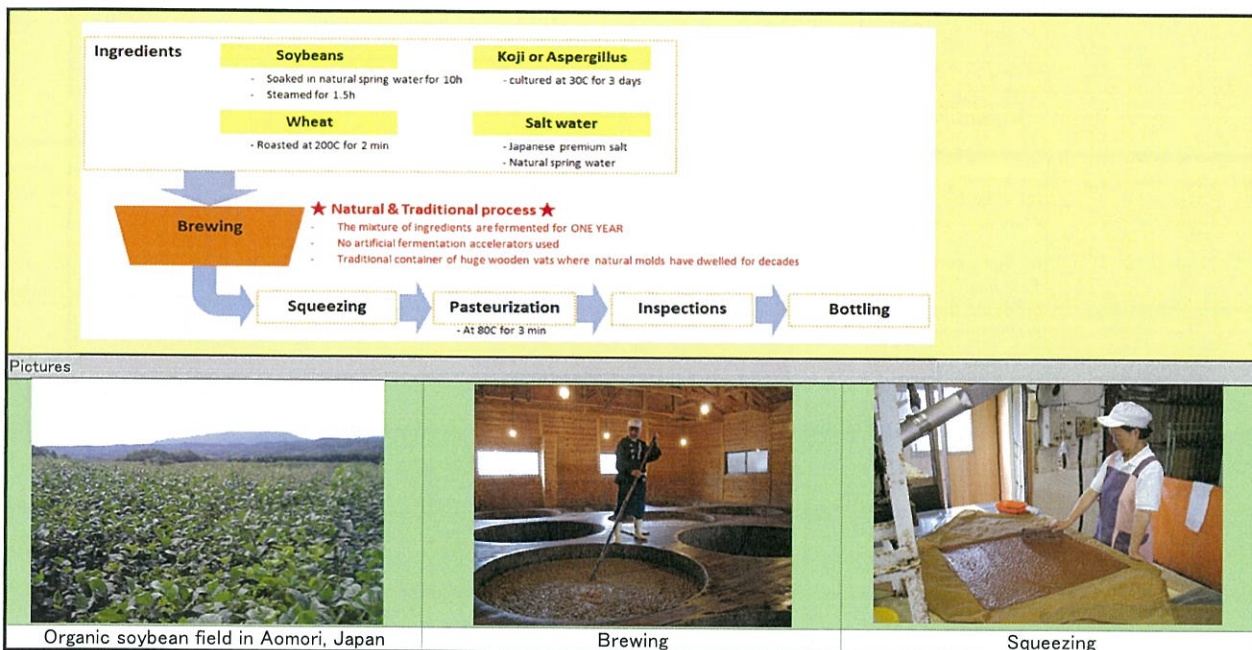 Ingredients
Soybeans
- Soaked in natural spring water for 10h
- Steamed for 1.5h
Koji or Aspergillus
- cultured at 30C for 3 days
Wheat
- Roasted at 200C for 2 min
Salt water
- Japanese premium salt
- Natural spring water
Brewing
★ Natural & Traditional process ★
- The mixture of ingredients are fermented for ONE YEAR
- No artificial fermentation accelerators used
- Traditional container of huge wooden vats where natural molds have dwelled for decades
Squeezing
Pasteurization
- At 80C for 3 min
Inspections
Bottling
Pictures
Organic soybean field in Aomori, Japan
Brewing
Squeezing